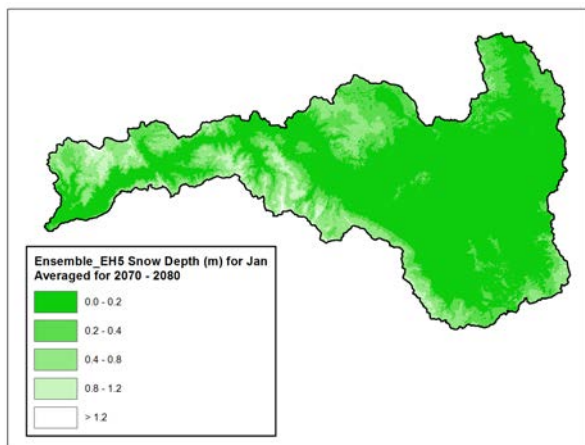 Ensemble_EH5 Snow Depth (m) for Jan
Averaged for 2070 - 2080
0.0 - 0.2
0.2 - 0.4
0.4 - 0.8
0.8 - 1.2
> 1.2